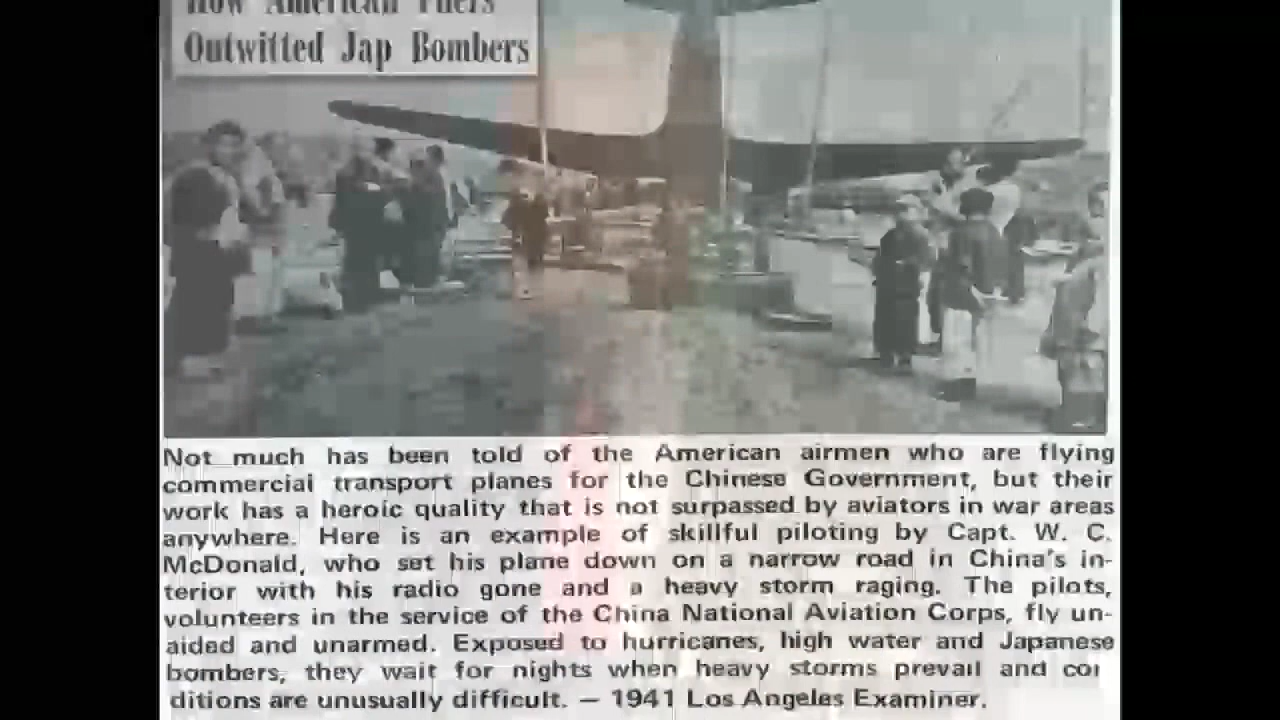 How American Fliers
Outwitted Jap Bombers
Not much has been told of the American airmen who are flying
commercial transport planes for the Chinese Government, but their
work has a heroic quality that is not surpassed by aviators in war areas
anywhere. Here is an example of skillful piloting by Capt. W. C.
McDonald, who set his plane down on a narrow road in China's in-
terior with his radio gone and a heavy storm raging. The pilots,
volunteers in the service of the China National Aviation Corps, fly un-
aided and unarmed. Exposed to hurricanes, high water and Japanese
bombers, they wait for nights when heavy storms prevail and con
ditions are unusually difficult. — 1941 Los Angeles Examiner.